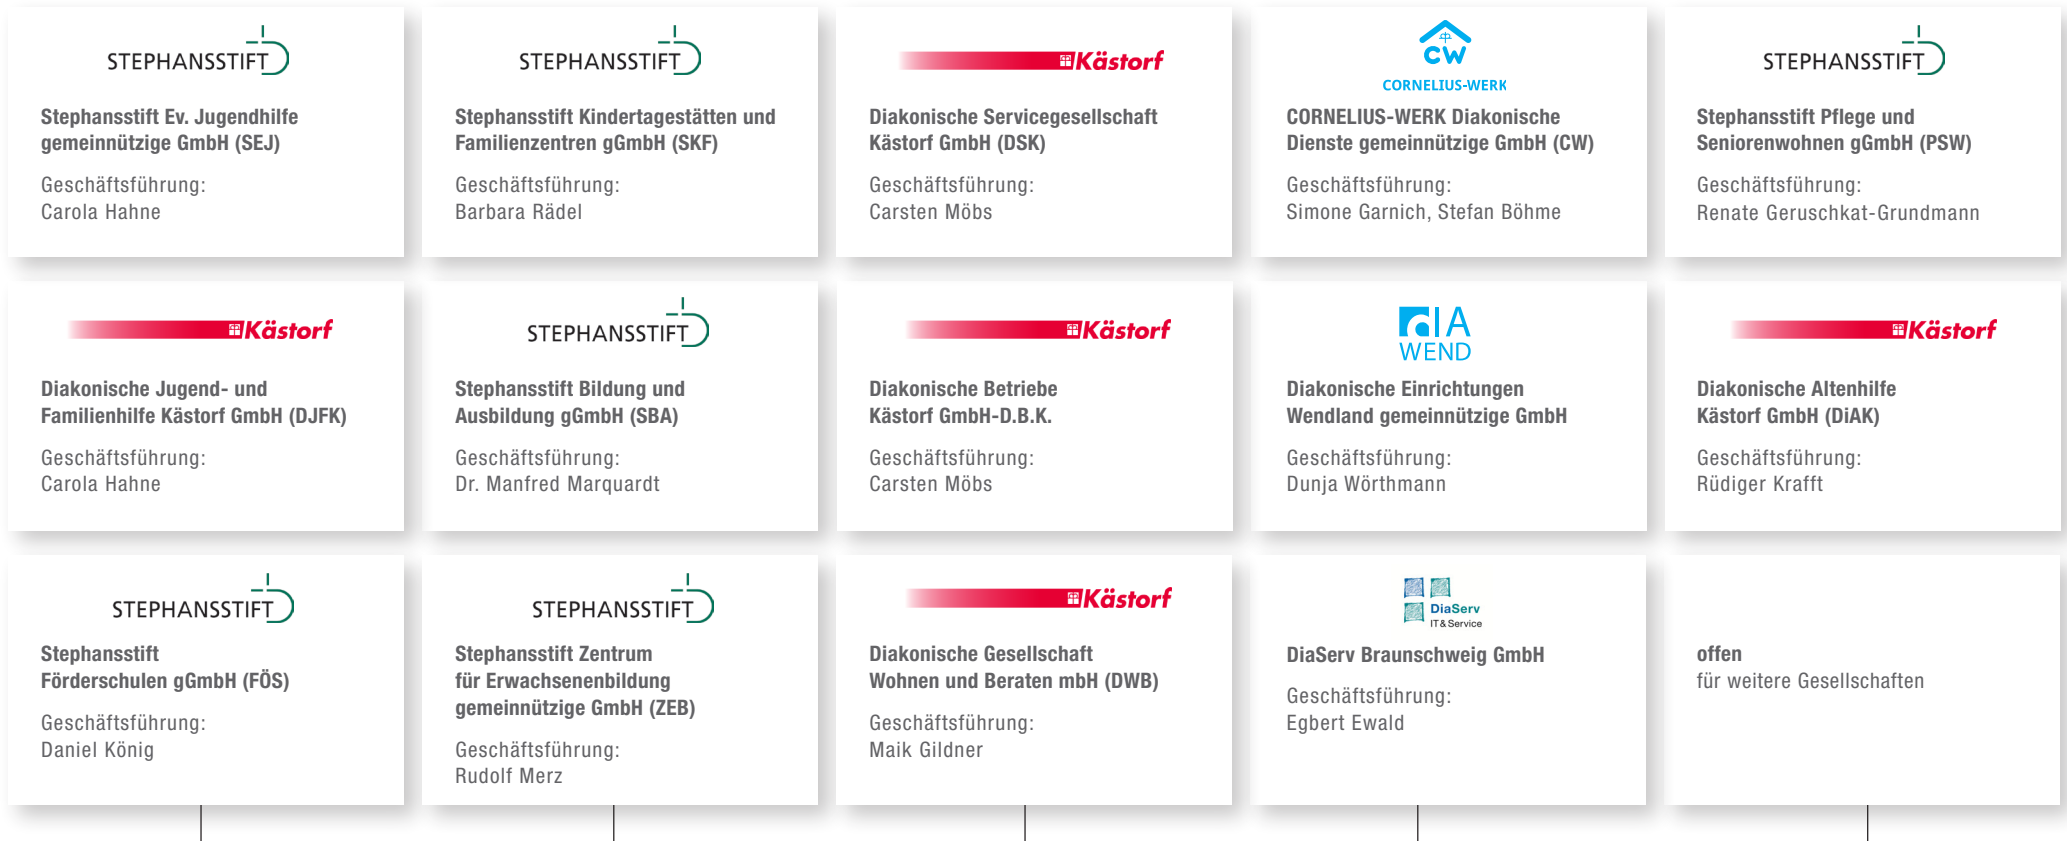 STEPHANSSTIFT
Stephansstift Ev. Jugendhilfe
gemeinnützige GmbH (SEJ)
Geschäftsführung:
Carola Hahne
STEPHANSSTIFT
Stephansstift Kindertagestätten und
Familienzentren gGmbH (SKF)
Geschäftsführung:
Barbara Rädel
Kästorf
Diakonische Servicegesellschaft
Kästorf GmbH (DSK)
Geschäftsführung:
Carsten Möbs
CW
CORNELIUS-WERK
CORNELIUS-WERK Diakonische
Dienste gemeinnützige GmbH (CW)
Geschäftsführung:
Simone Garnich, Stefan Böhme
STEPHANSSTIFT
Stephansstift Pflege und
Seniorenwohnen gGmbH (PSW)
Geschäftsführung:
Renate Geruschkat-Grundmann
Kästorf
Diakonische Jugend- und
Familienhilfe Kästorf GmbH (DJFK)
Geschäftsführung:
Carola Hahne
STEPHANSSTIFT
Stephansstift Bildung und
Ausbildung gGmbH (SBA)
Geschäftsführung:
Dr. Manfred Marquardt
Kästorf
Diakonische Betriebe
Kästorf GmbH-D.B.K.
Geschäftsführung:
Carsten Möbs
dIA
WEND
Diakonische Einrichtungen
Wendland gemeinnützige GmbH
Geschäftsführung:
Dunja Wörthmann
Kästorf
Diakonische Altenhilfe
Kästorf GmbH (DiAK)
Geschäftsführung:
Rüdiger Krafft
STEPHANSSTIFT
Stephansstift
Förderschulen gGmbH (FÖS)
Geschäftsführung:
Daniel König
STEPHANSSTIFT
Stephansstift Zentrum
für Erwachsenenbildung
gemeinnützige GmbH (ZEB)
Geschäftsführung:
Rudolf Merz
Kästorf
Diakonische Gesellschaft
Wohnen und Beraten mbH (DWB)
Geschäftsführung:
Maik Gildner
DiaServ
IT & Service
DiaServ Braunschweig GmbH
Geschäftsführung:
Egbert Ewald
offen
für weitere Gesellschaften